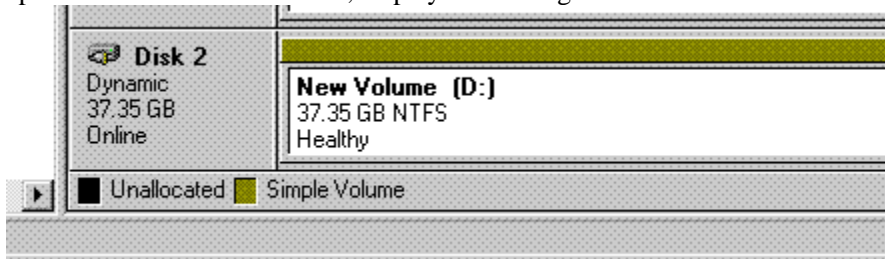 Disk 2
Dynamic
37.35 GB
Online
New Volume (D:)
37.35 GB NTFS
Healthy
Unallocated Simple Volume